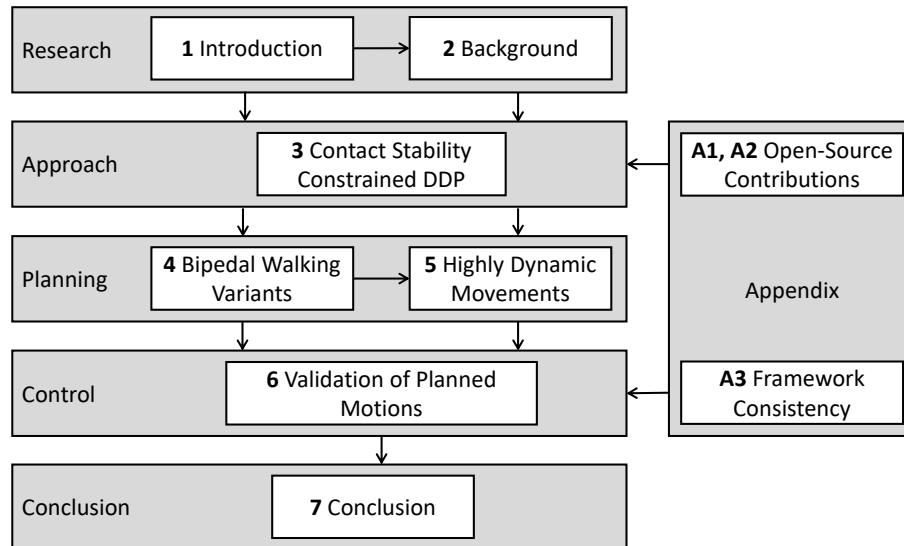 Research
1 Introduction
2 Background
Approach
3 Contact Stability
Constrained DDP
A1, A2 Open-Source
Contributions
Planning
4 Bipedal Walking
Variants
5 Highly Dynamic
Movements
Appendix
Control
6 Validation of Planned
Motions
A3 Framework
Consistency
Conclusion
7 Conclusion